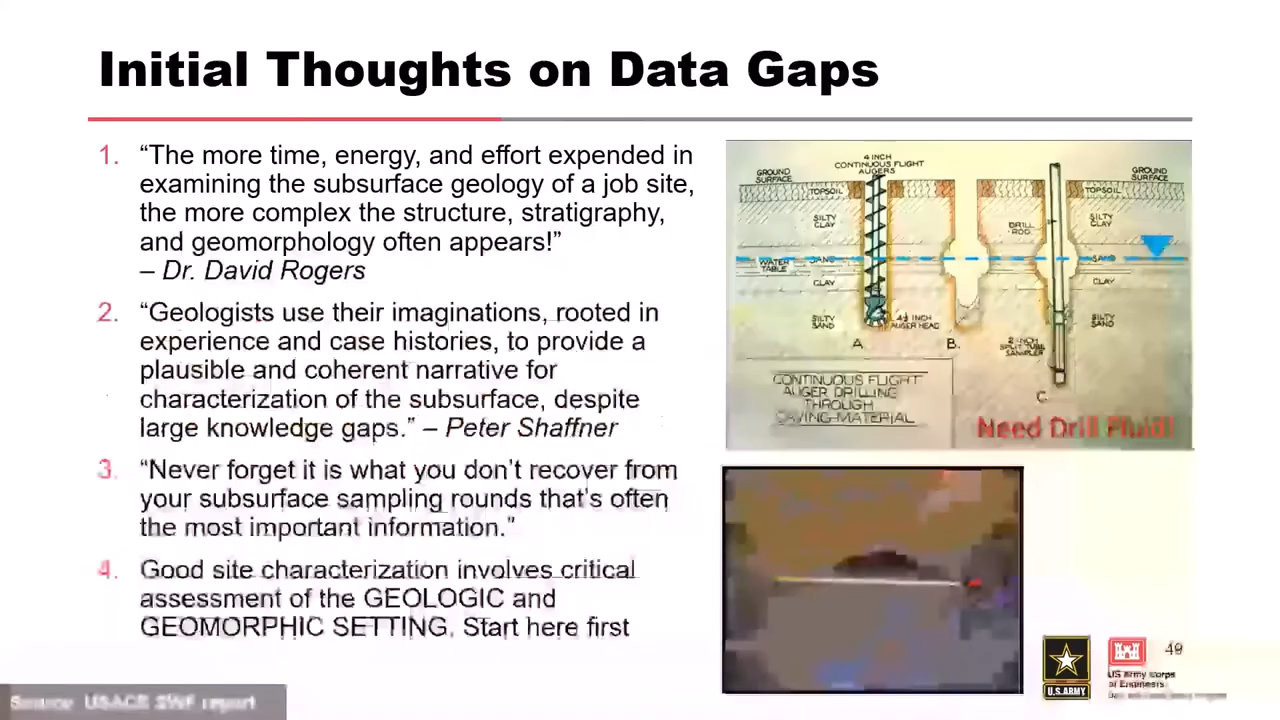 Initial Thoughts on Data Gaps
1. “The more time, energy, and effort expended in
examining the subsurface geology of a job site,
the more complex the structure, stratigraphy,
and geomorphology often appears!”
– Dr. David Rogers
2. “Geologists use their imaginations, rooted in
experience and case histories, to provide a
plausible and coherent narrative for
characterization of the subsurface, despite
large knowledge gaps.” – Peter Shaffner
3. “Never forget it is what you don’t recover from
your subsurface sampling rounds that’s often
the most important information.”
4. Good site characterization involves critical
assessment of the GEOLOGIC and
GEOMORPHIC SETTING. Start here first
4 INCH
CONTINUOUS FLIGHT
AUGERS
GROUND
SURFACE
GROUND
SURFACE
TOPSOIL
TOPSOIL
SILTY
CLAY
DRILL
ROD
SILTY
CLAY
WATER
TABLE
SAND
SAND
CLAY
CLAY
SILTY
SAND
INCH
AUGER HEAD
SILTY
SAND
A.
B.
2 INCH
SPLIT TUBE
SAMPLER
C.
CONTINUOUS FLIGHT
AUGER DRILLING
THROUGH
CAVING MATERIAL
Need Drill Fluid!
U.S. ARMY
US Army Corps
of Engineers
49
Source: USACE SWF report